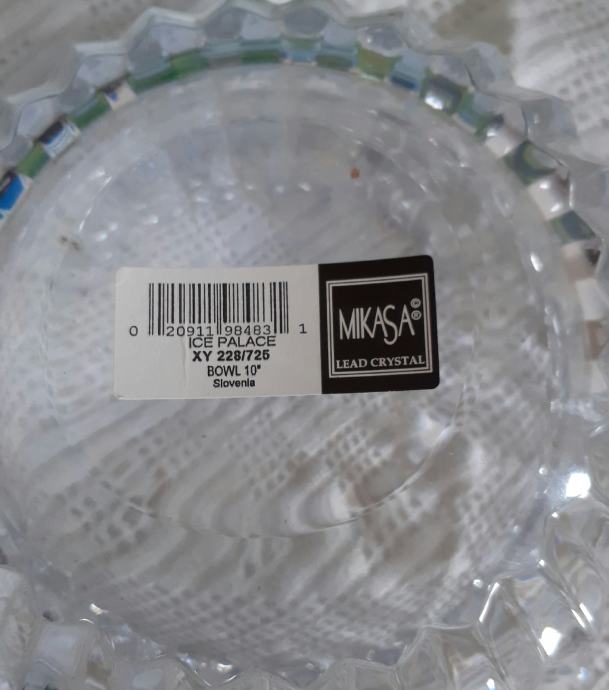 0 20911 98483 1
ICE PALACE
XY 228/725
BOWL 10"
Slovenia
MIKASA©®
LEAD CRYSTAL